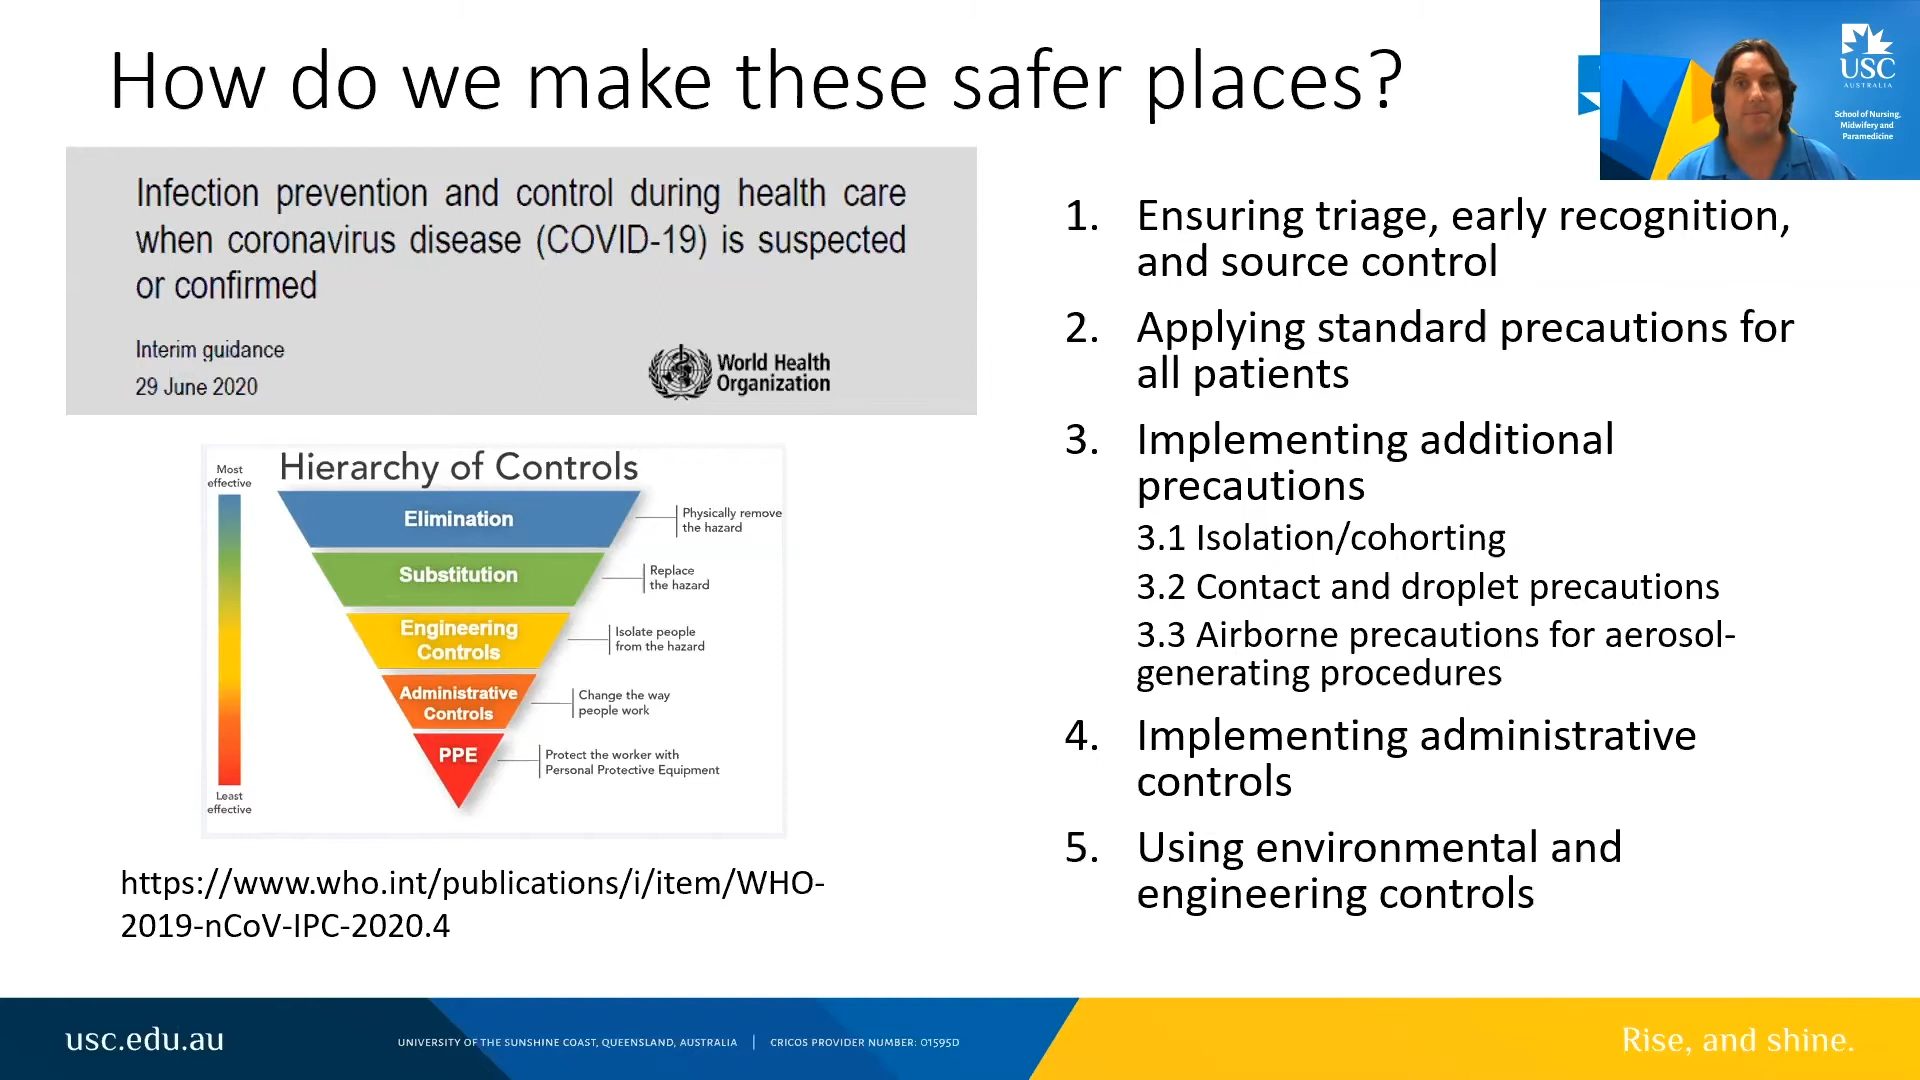 How do we make these safer places?
USC
AUSTRALIA
School of Nursing,
Midwifery and
Paramedicine
Infection prevention and control during health care
when coronavirus disease (COVID-19) is suspected
or confirmed
Interim guidance
29 June 2020
World Health
Organization
Hierarchy of Controls
Most
effective
Elimination
Physically remove
the hazard
Substitution
Replace
the hazard
Engineering
Controls
Isolate people
from the hazard
Administrative
Controls
Change the way
people work
PPE
Protect the worker with
Personal Protective Equipment
Least
effective
https://www.who.int/publications/i/item/WHO-
2019-nCoV-IPC-2020.4
1. Ensuring triage, early recognition,
and source control
2. Applying standard precautions for
all patients
3. Implementing additional
precautions
3.1 Isolation/cohorting
3.2 Contact and droplet precautions
3.3 Airborne precautions for aerosol-
generating procedures
4. Implementing administrative
controls
5. Using environmental and
engineering controls
usc.edu.au
UNIVERSITY OF THE SUNSHINE COAST, QUEENSLAND, AUSTRALIA | CRICOS PROVIDER NUMBER: 01595D
Rise, and shine.